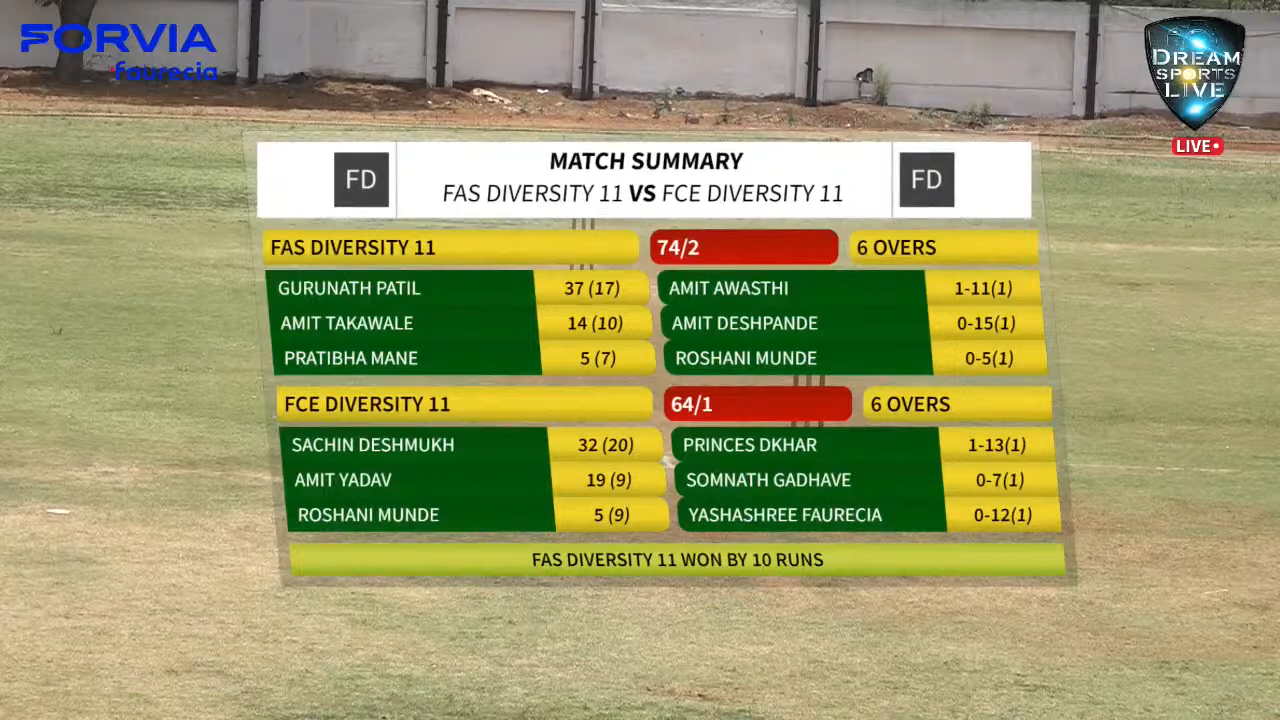 FORVIA
faurecia
DREAM
SPORTS
LIVE
LIVE
FD
MATCH SUMMARY
FAS DIVERSITY 11 VS FCE DIVERSITY 11
FD
FAS DIVERSITY 11 74/2 6 OVERS
GURUNATH PATIL 37 (17) AMIT AWASTHI 1-11(1)
AMIT TAKAWALE 14 (10) AMIT DESHPANDE 0-15(1)
PRATIBHA MANE 5 (7) ROSHANI MUNDE 0-5(1)
FCE DIVERSITY 11 64/1 6 OVERS
SACHIN DESHMUKH 32 (20) PRINCES DKHAR 1-13(1)
AMIT YADAV 19 (9) SOMNATH GADHAVE 0-7(1)
ROSHANI MUNDE 5 (9) YASHASHREE FAURECIA 0-12(1)
FAS DIVERSITY 11 WON BY 10 RUNS